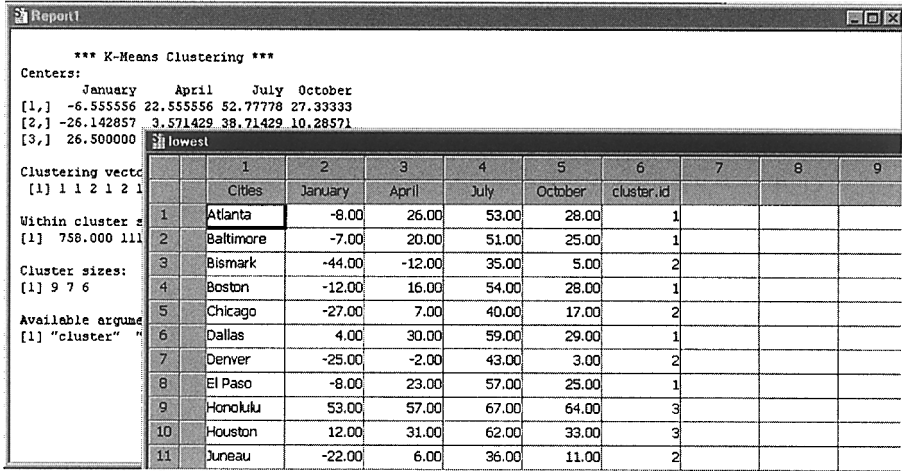 Report1
*** K-Means Clustering ***
Centers:
January April July October
[1,] -6.555556 22.555556 52.77778 27.33333
[2,] -26.142857 3.571429 38.71429 10.28571
[3,] 26.500000
Clustering vecto
[1] 1 1 2 1 2 1
Within cluster s
[1] 758.000 111
Cluster sizes:
[1] 9 7 6
Available argume
[1] "cluster" "
lowest
1 2 3 4 5 6 7 8 9
Cities January April July October cluster.id
1 Atlanta -8.00 26.00 53.00 28.00 1
2 Baltimore -7.00 20.00 51.00 25.00 1
3 Bismark -44.00 -12.00 35.00 5.00 2
4 Boston -12.00 16.00 54.00 28.00 1
5 Chicago -27.00 7.00 40.00 17.00 2
6 Dallas 4.00 30.00 59.00 29.00 1
7 Denver -25.00 -2.00 43.00 3.00 2
8 El Paso -8.00 23.00 57.00 25.00 1
9 Honolulu 53.00 57.00 67.00 64.00 3
10 Houston 12.00 31.00 62.00 33.00 3
11 Juneau -22.00 6.00 36.00 11.00 2